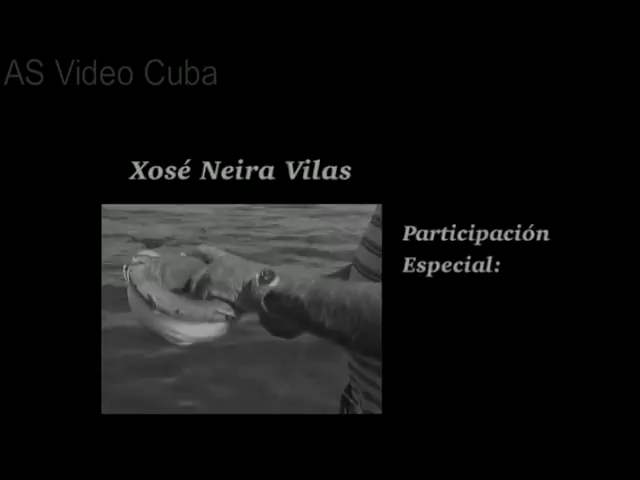 AS Video Cuba
Xosé Neira Vilas
Participación
Especial: